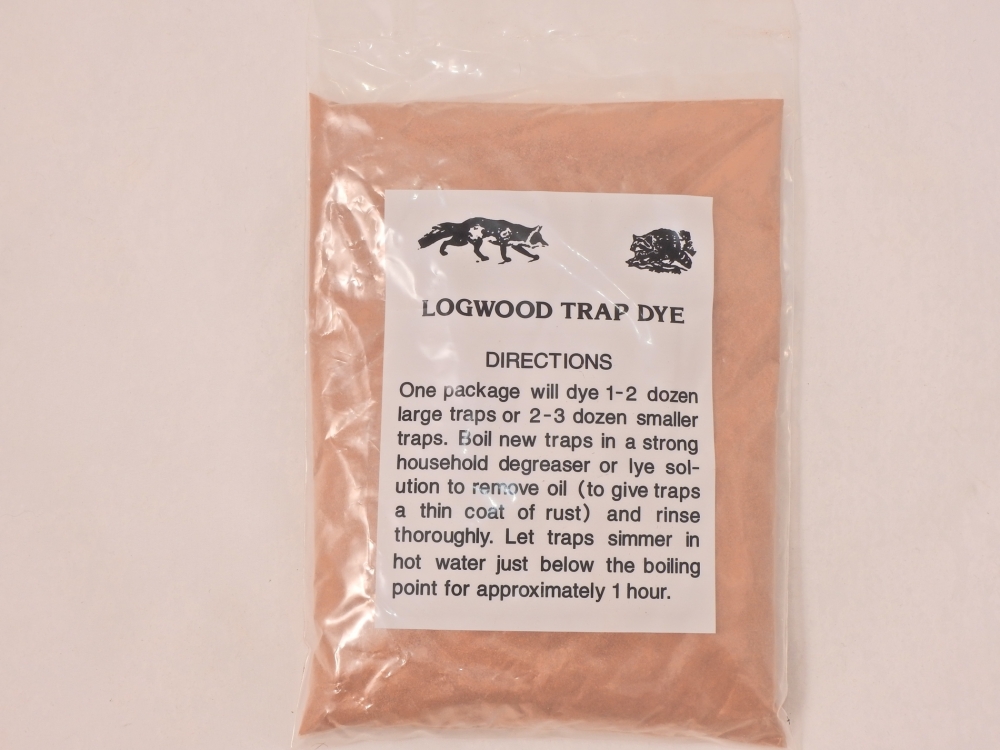 LOGWOOD TRAP DYE
DIRECTIONS
One package will dye 1-2 dozen
large traps or 2-3 dozen smaller
traps. Boil new traps in a strong
household degreaser or lye sol-
ution to remove oil (to give traps
a thin coat of rust) and rinse
thoroughly. Let traps simmer in
hot water just below the boiling
point for approximately 1 hour.